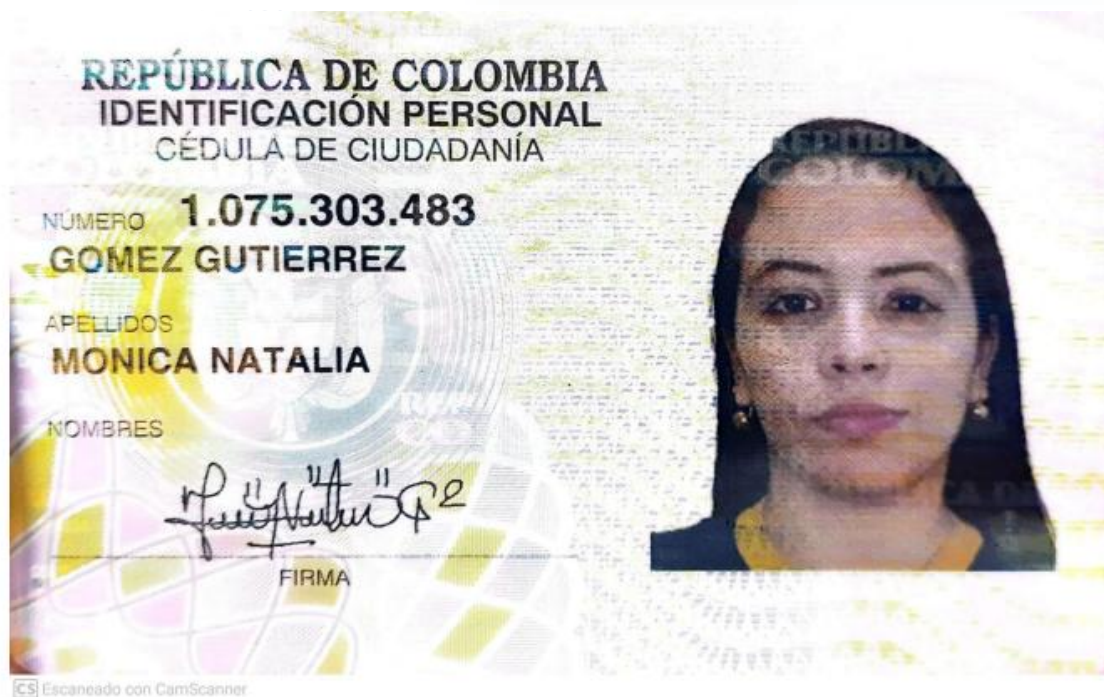 REPÚBLICA DE COLOMBIA
IDENTIFICACIÓN PERSONAL
CÉDULA DE CIUDADANÍA
NÚMERO 1.075.303.483
GOMEZ GUTIERREZ
APELLIDOS
MONICA NATALIA
NOMBRES
FIRMA
CS Escaneado con CamScanner